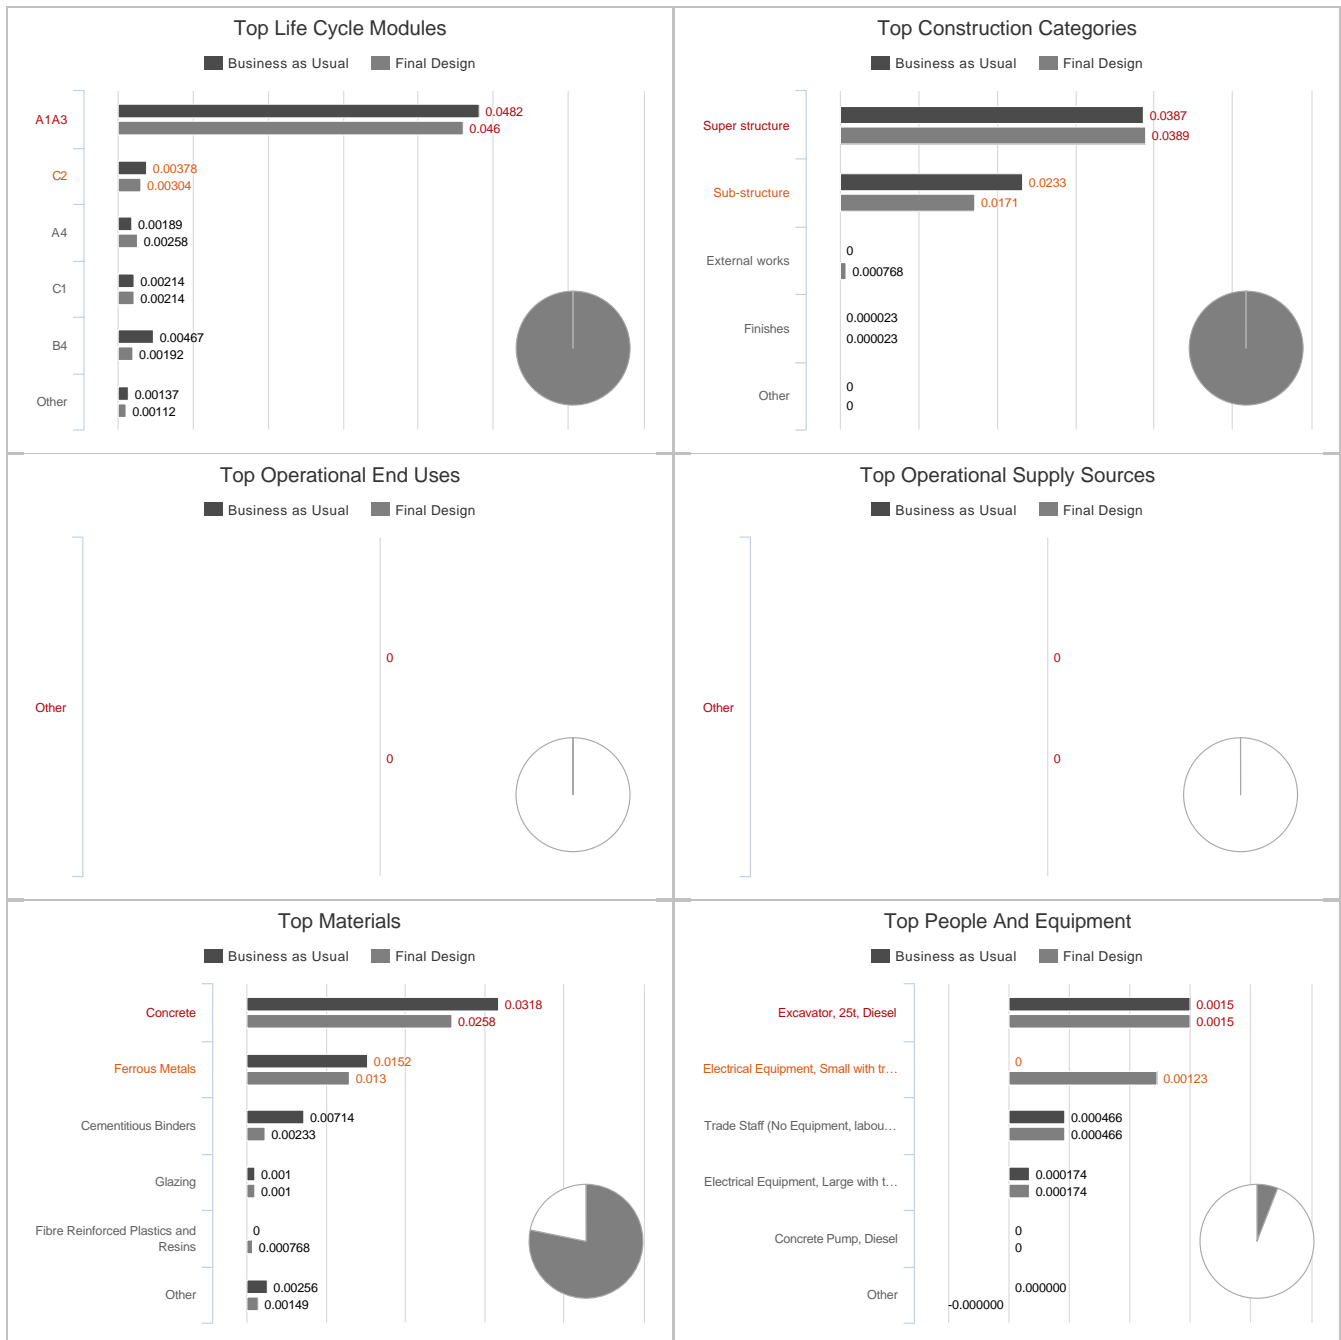 Top Life Cycle Modules
Business as Usual Final Design
A1A3
0.0482
0.046
C2
0.00378
0.00304
A4
0.00189
0.00258
C1
0.00214
0.00214
B4
0.00467
0.00192
Other
0.00137
0.00112
Top Construction Categories
Business as Usual Final Design
Super structure
0.0387
0.0389
Sub-structure
0.0233
0.0171
External works
0
0.000768
Finishes
0.000023
0.000023
Other
0
0
Top Operational End Uses
Business as Usual Final Design
Other
0
0
Top Operational Supply Sources
Business as Usual Final Design
Other
0
0
Top Materials
Business as Usual Final Design
Concrete
0.0318
0.0258
Ferrous Metals
0.0152
0.013
Cementitious Binders
0.00714
0.00233
Glazing
0.001
0.001
Fibre Reinforced Plastics and
Resins
0
0.000768
Other
0.00256
0.00149
Top People And Equipment
Business as Usual Final Design
Excavator, 25t, Diesel
0.0015
0.0015
Electrical Equipment, Small with tr…
0
0.00123
Trade Staff (No Equipment, labou…
0.000466
0.000466
Electrical Equipment, Large with t…
0.000174
0.000174
Concrete Pump, Diesel
0
0
Other
0.000000
-0.000000